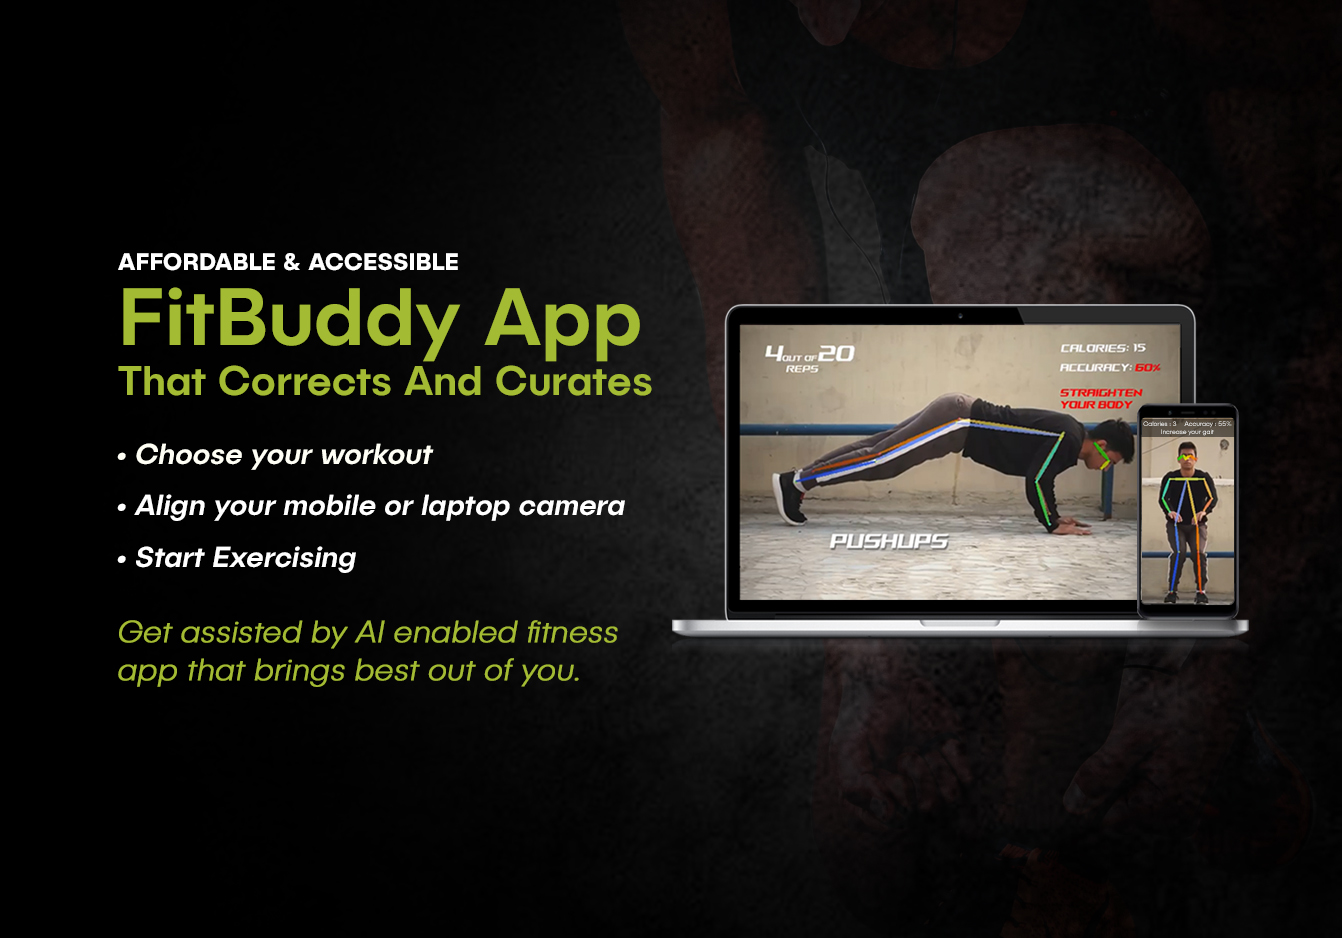 AFFORDABLE & ACCESSIBLE
FitBuddy App
That Corrects And Curates
• Choose your workout
• Align your mobile or laptop camera
• Start Exercising
Get assisted by AI enabled fitness
app that brings best out of you.
4 OUT OF 20
REPS
CALORIES: 15
ACCURACY: 60%
STRAIGHTEN
YOUR BODY
PUSHUPS
Calories : 3 Accuracy : 55%
Increase your gait